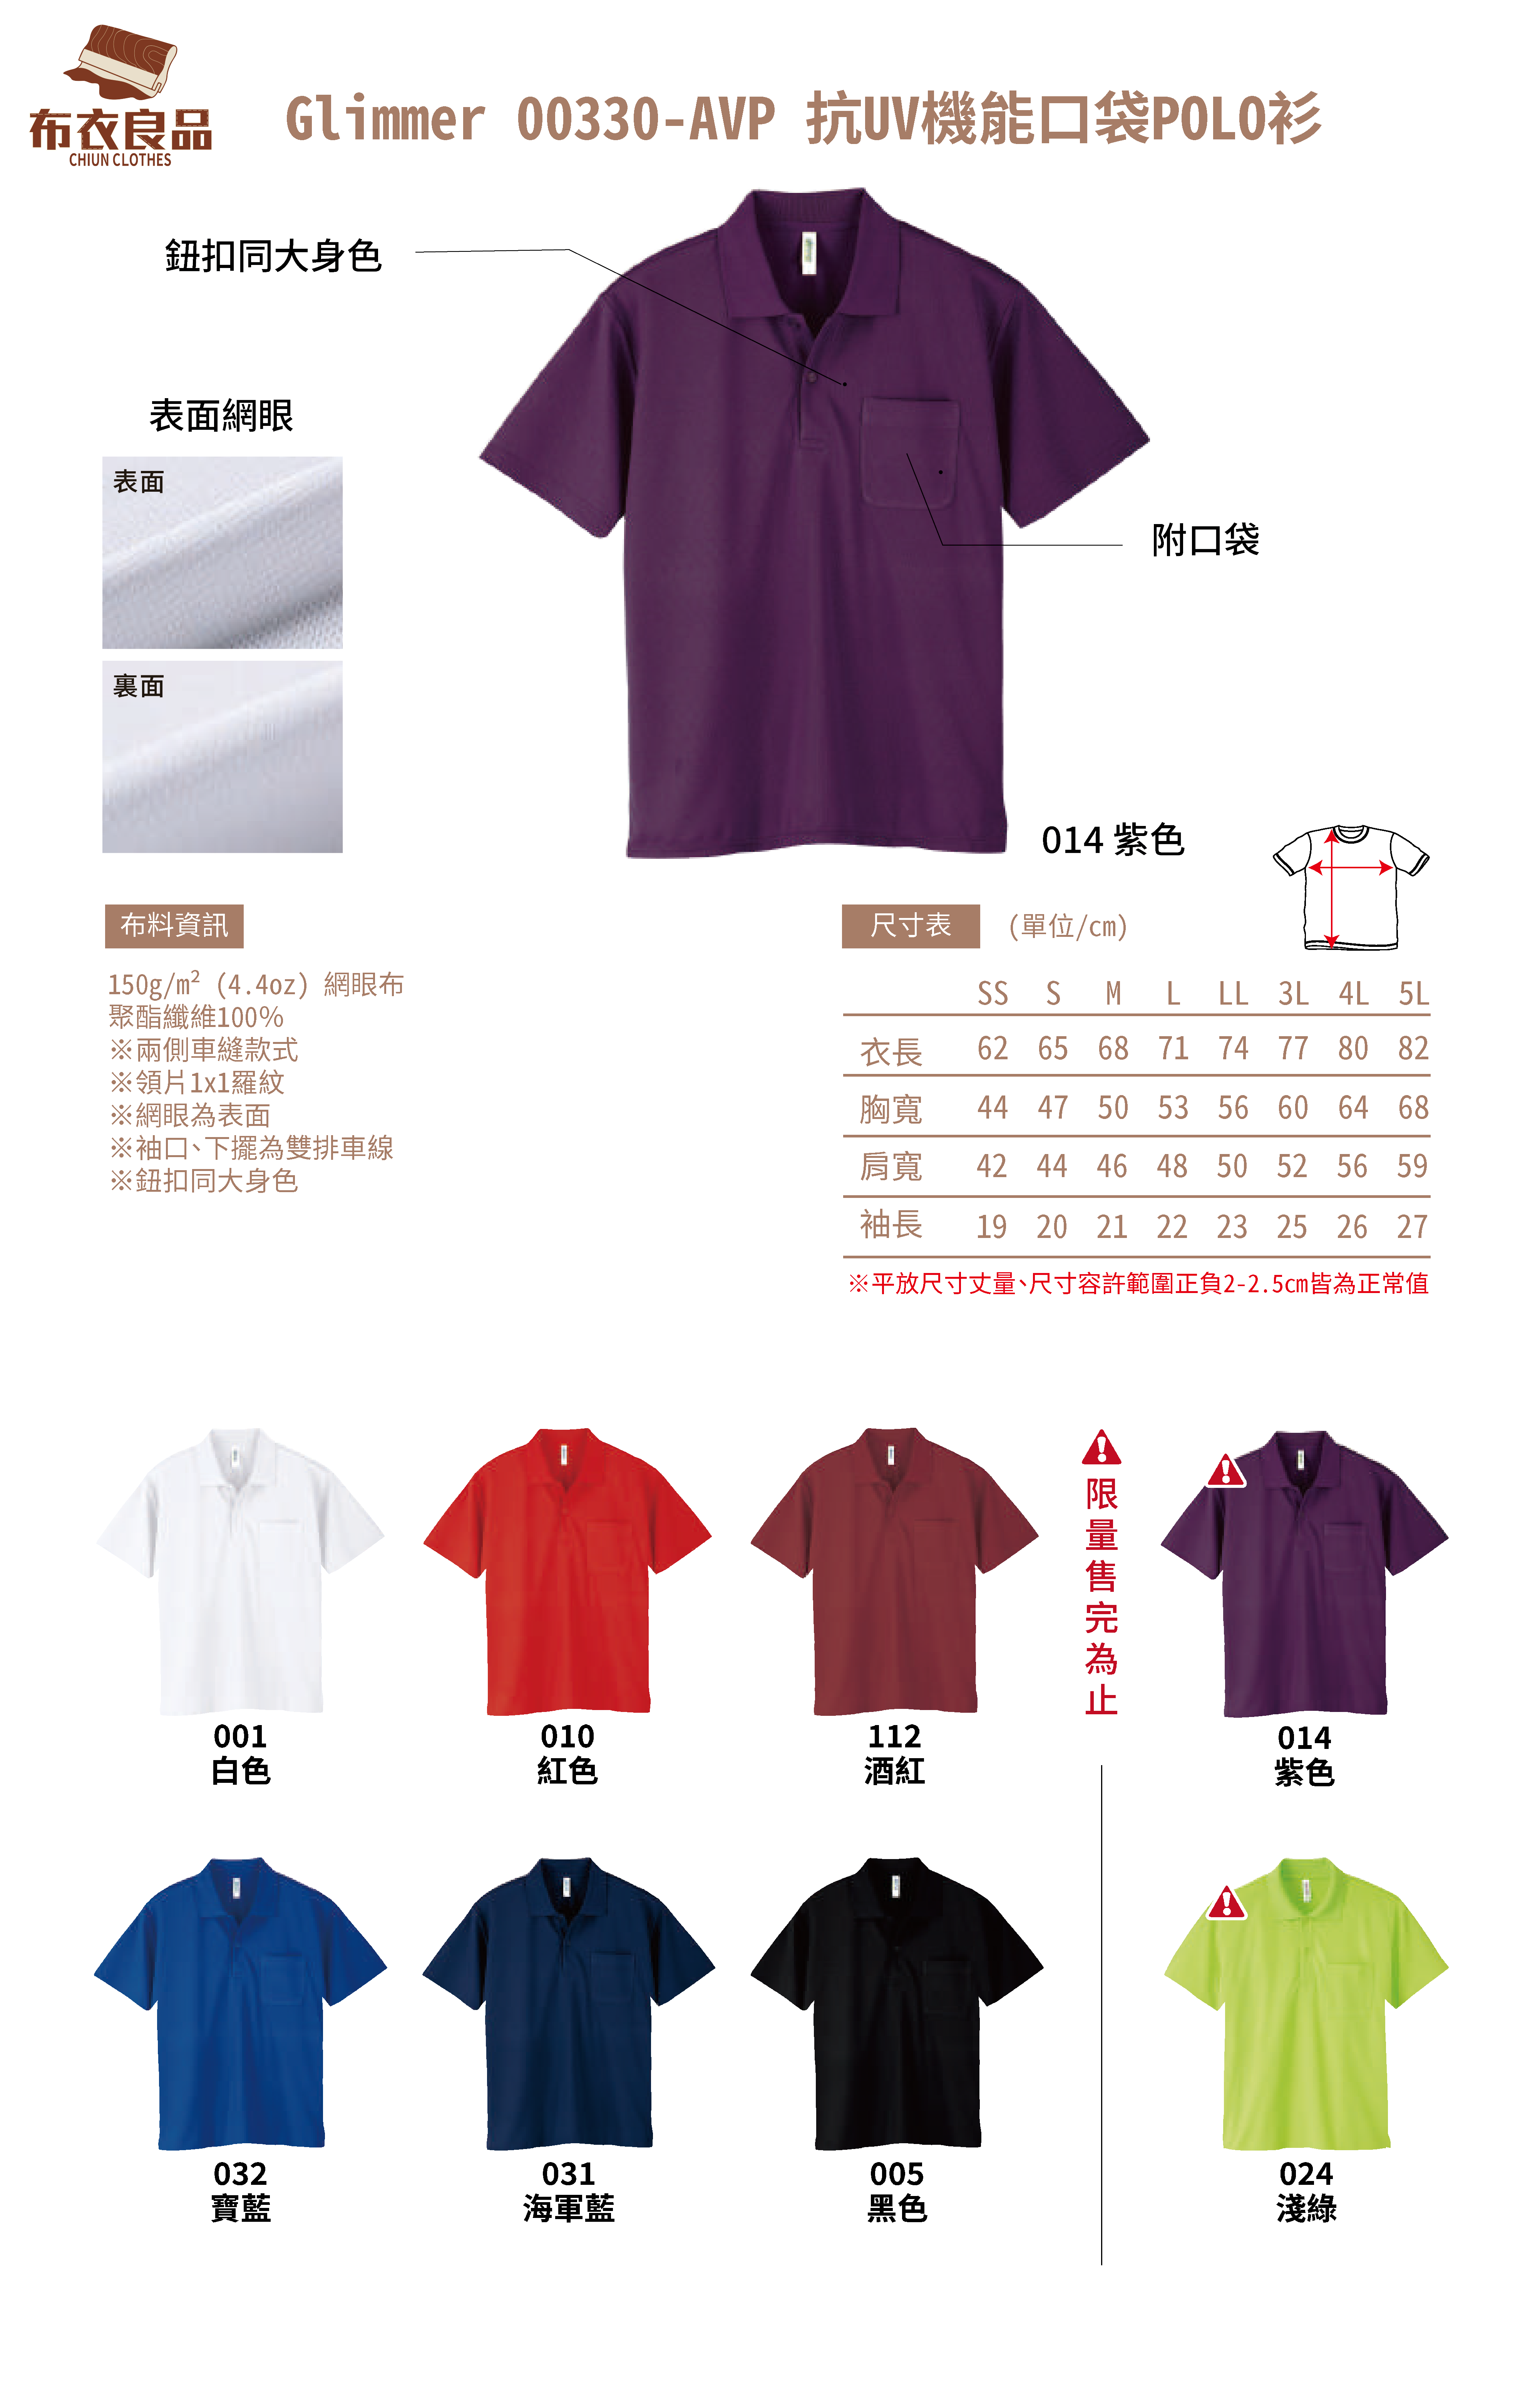 布衣良品
CHIUN CLOTHES
Glimmer 00330-AVP 抗UV機能口袋POLO衫
鈕扣同大身色
表面網眼
表面
裏面
附口袋
014 紫色
布料資訊
150g/m² (4.4oz) 網眼布
聚酯纖維100%
※兩側車縫款式
※領片1x1羅紋
※網眼為表面
※袖口、下擺為雙排車線
※鈕扣同大身色
尺寸表 (單位/cm)
SS S M L LL 3L 4L 5L
衣長 62 65 68 71 74 77 80 82
胸寬 44 47 50 53 56 60 64 68
肩寬 42 44 46 48 50 52 56 59
袖長 19 20 21 22 23 25 26 27
※平放尺寸丈量、尺寸容許範圍正負2-2.5cm皆為正常值
001
白色
010
紅色
112
酒紅
限量售完為止
014
紫色
032
寶藍
031
海軍藍
005
黑色
024
淺綠